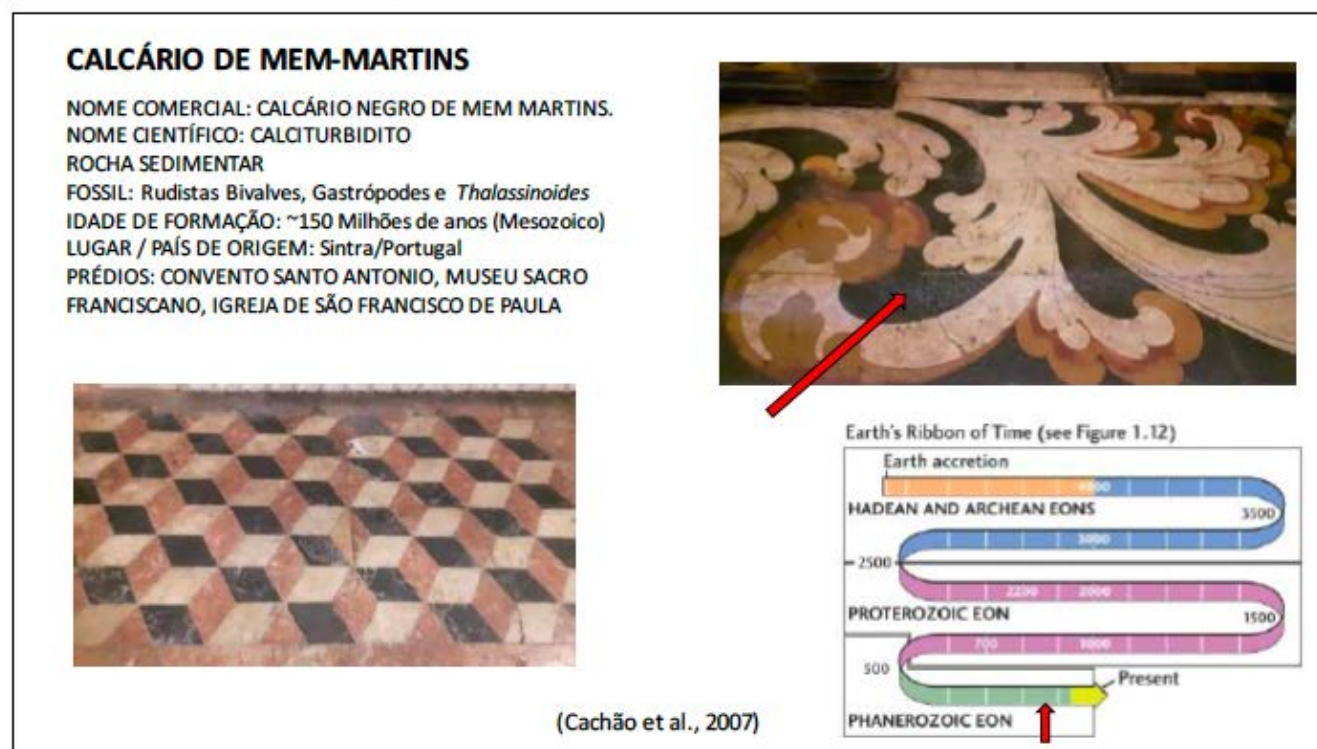 CALCÁRIO DE MEM-MARTINS
NOME COMERCIAL: CALCÁRIO NEGRO DE MEM MARTINS.
NOME CIENTÍFICO: CALCITURBIDITO
ROCHA SEDIMENTAR
FOSSIL: Rudistas Bivalves, Gastrópodes e Thalassinoides
IDADE DE FORMAÇÃO: ~150 Milhões de anos (Mesozoico)
LUGAR / PAÍS DE ORIGEM: Sintra/Portugal
PRÉDIOS: CONVENTO SANTO ANTONIO, MUSEU SACRO
FRANCISCANO, IGREJA DE SÃO FRANCISCO DE PAULA
Earth's Ribbon of Time (see Figure 1.12)
Earth accretion
4000
HADEAN AND ARCHEAN EONS
3500
3000
2500
2200 2000
PROTEROZOIC EON
1500
700 1000
500
Present
PHANEROZOIC EON
(Cachão et al., 2007)